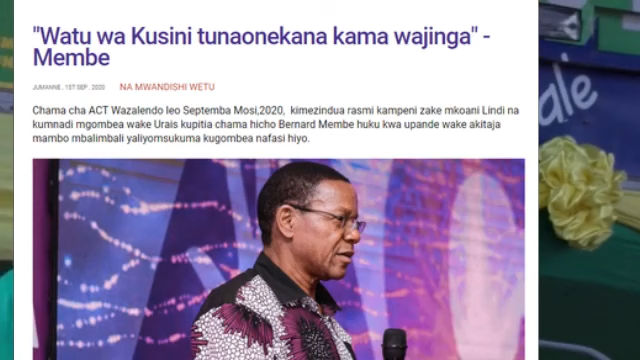 "Watu wa Kusini tunaonekana kama wajinga" -
Membe
JUMANNE , 1ST SEP , 2020 NA MWANDISHI WETU
Chama cha ACT Wazalendo leo Septemba Mosi,2020, kimezindua rasmi kampeni zake mkoani Lindi na
kumnadi mgombea wake Urais kupitia chama hicho Bernard Membe huku kwa upande wake akitaja
mambo mbalimbali yaliyomsukuma kugombea nafasi hiyo.